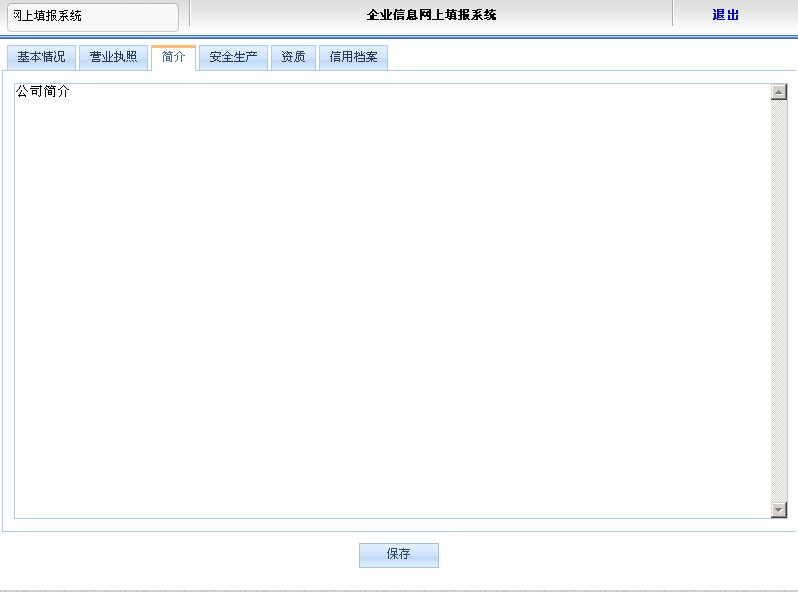 网上填报系统
企业信息网上填报系统
退出
基本情况 营业执照 简介 安全生产 资质 信用档案
公司简介
保存